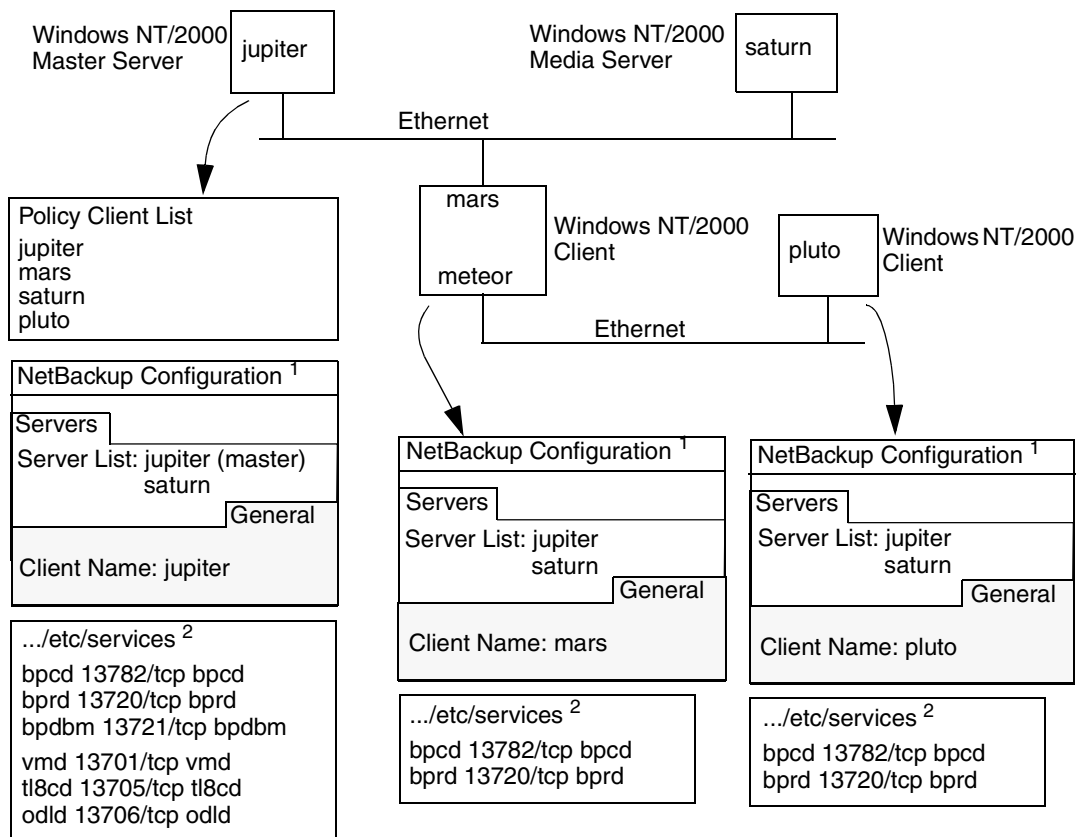 Windows NT/2000
Master Server
jupiter
Windows NT/2000
Media Server
saturn
Ethernet
Policy Client List
jupiter
mars
saturn
pluto
mars
meteor
Windows NT/2000
Client
pluto
Windows NT/2000
Client
Ethernet
NetBackup Configuration 1
Servers
Server List: jupiter (master)
saturn
General
Client Name: jupiter
.../etc/services 2
bpcd 13782/tcp bpcd
bprd 13720/tcp bprd
bpdbm 13721/tcp bpdbm
vmd 13701/tcp vmd
tl8cd 13705/tcp tl8cd
odld 13706/tcp odld
NetBackup Configuration 1
Servers
Server List: jupiter
saturn
General
Client Name: mars
.../etc/services 2
bpcd 13782/tcp bpcd
bprd 13720/tcp bprd
NetBackup Configuration 1
Servers
Server List: jupiter
saturn
General
Client Name: pluto
.../etc/services 2
bpcd 13782/tcp bpcd
bprd 13720/tcp bprd